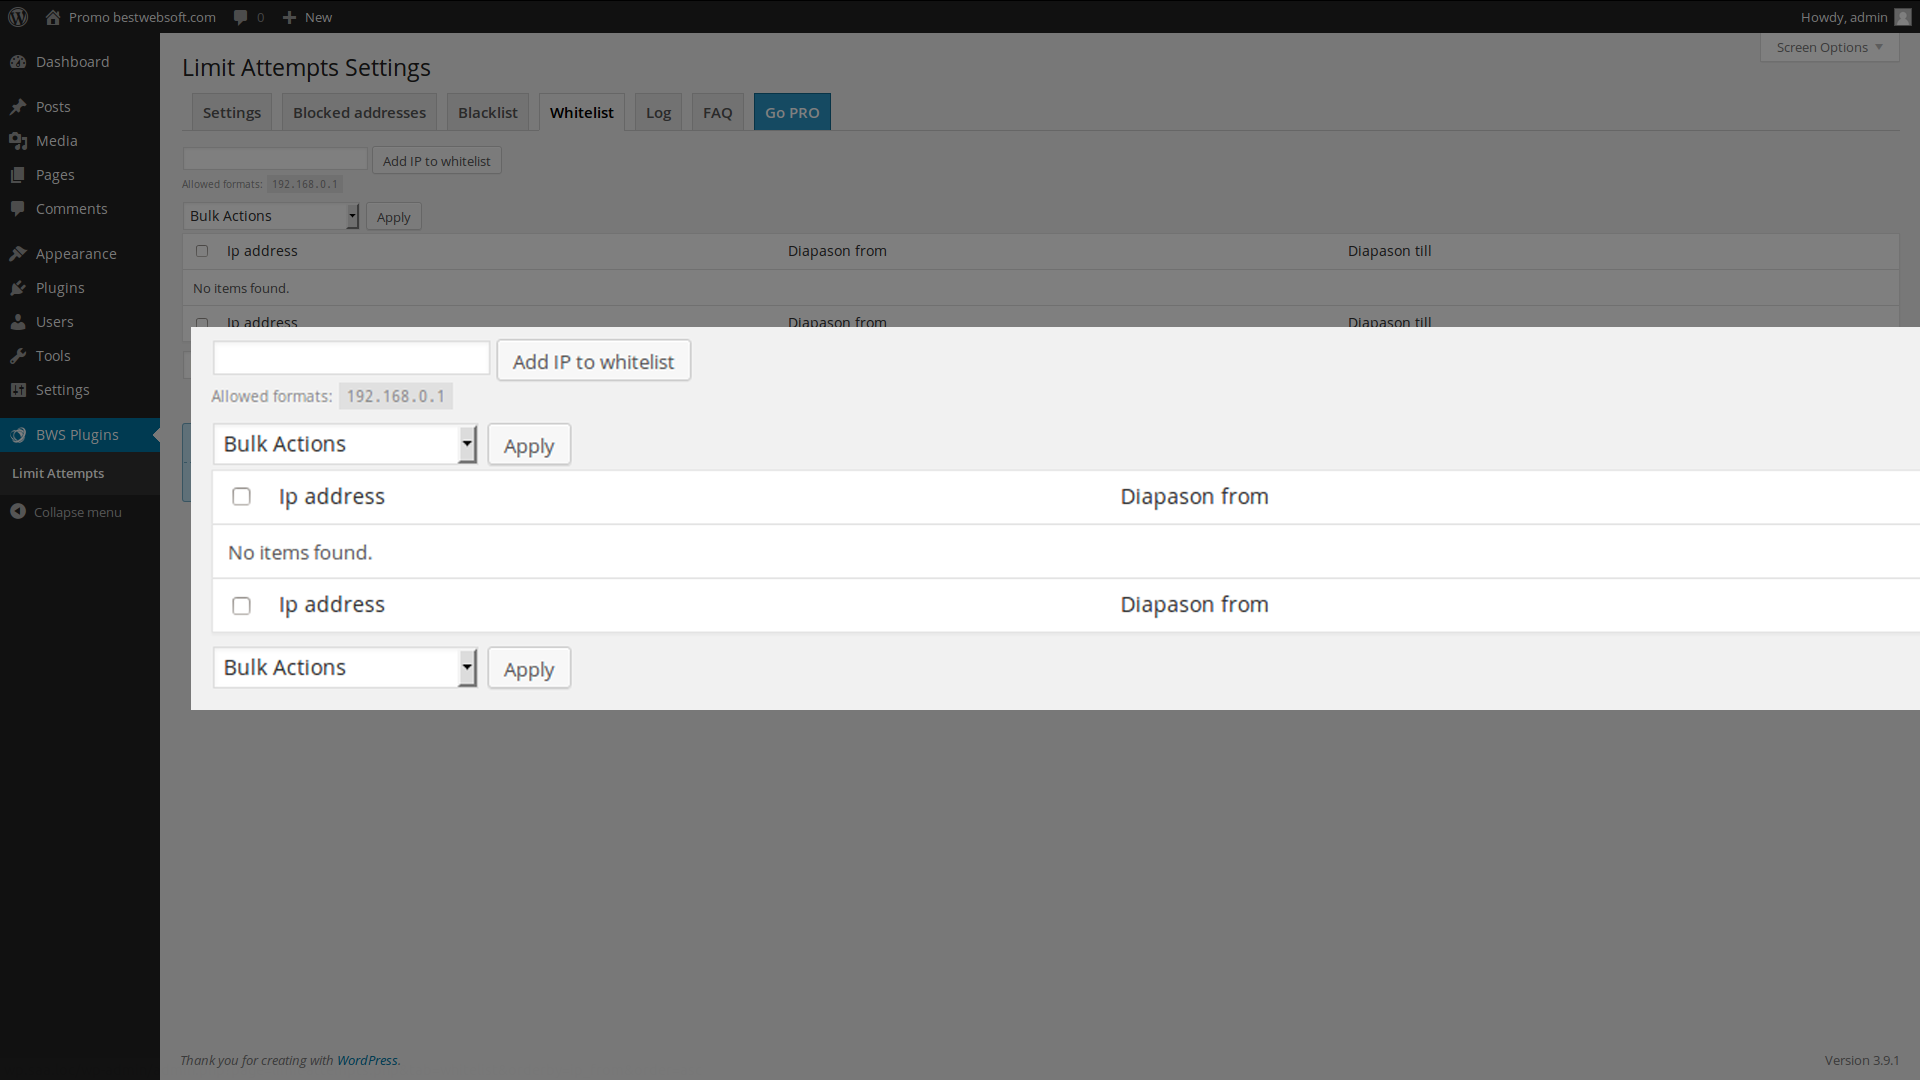 Promo bestwebsoft.com 0 New Howdy, admin
Screen Options
Dashboard
Posts
Media
Pages
Comments
Appearance
Plugins
Users
Tools
Settings
BWS Plugins
Limit Attempts
Collapse menu
Limit Attempts Settings
Settings Blocked addresses Blacklist Whitelist Log FAQ Go PRO
Add IP to whitelist
Allowed formats: 192.168.0.1
Bulk Actions Apply
Ip address Diapason from Diapason till
No items found.
Ip address Diapason from Diapason till
Add IP to whitelist
Allowed formats: 192.168.0.1
Bulk Actions Apply
Ip address Diapason from
No items found.
Ip address Diapason from
Bulk Actions Apply
Thank you for creating with WordPress. Version 3.9.1